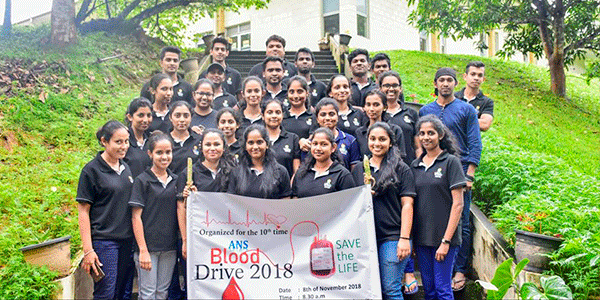 Organized for the 10th time
ANS
Blood
Drive 2018
SAVE
the
LIFE
Date : 8th of November 2018
Time : 8.30 a.m